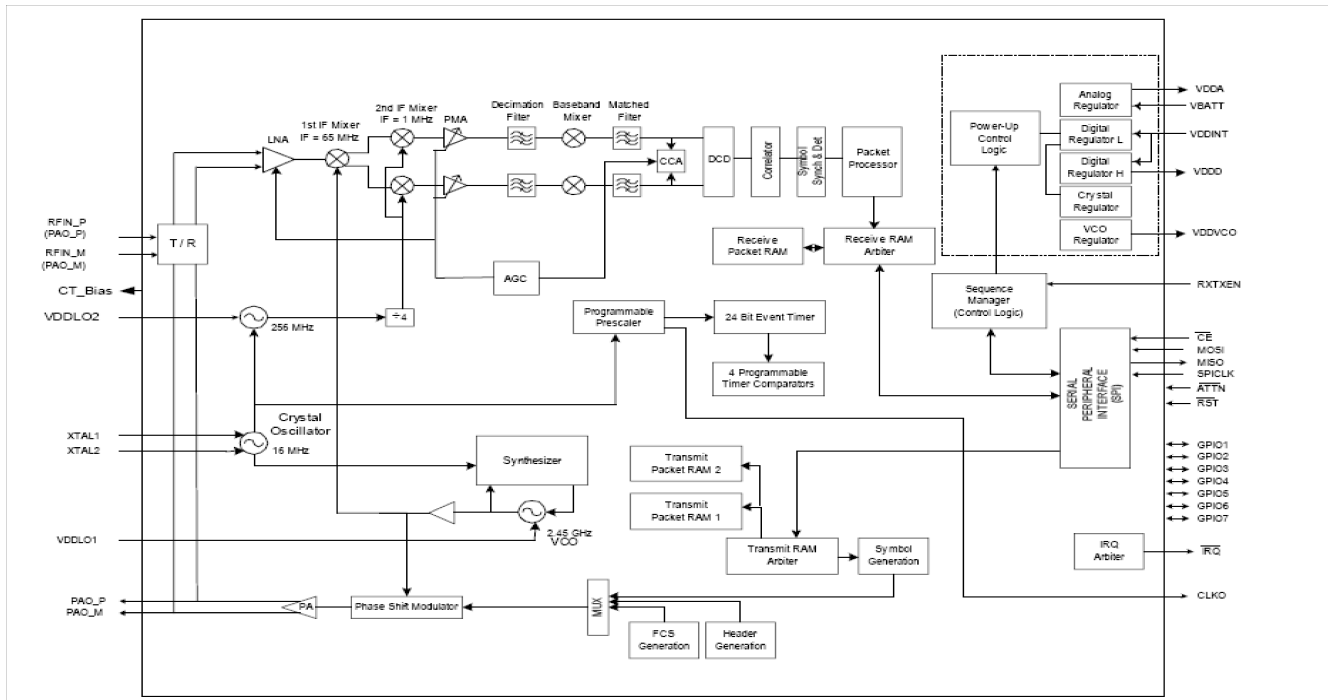 2nd IF Mixer
IF = 1 MHz
PMA
Decimation
Filter
Baseband
Mixer
Matched
Filter
1st IF Mixer
IF = 65 MHz
LNA
CCA
DCD
Correlator
Symbol
Synch & Det
Packet
Processor
Power-Up
Control
Logic
Analog
Regulator
Digital
Regulator L
Digital
Regulator H
Crystal
Regulator
VCO
Regulator
VDDA
VBATT
VDDINT
VDDD
VDDVCO
RFIN_P
(PAO_P)
RFIN_M
(PAO_M)
T / R
CT_Bias
VDDLO2
256 MHz
÷4
AGC
Receive
Packet RAM
Receive RAM
Arbiter
Sequence
Manager
(Control Logic)
RXTXEN
Programmable
Prescaler
24 Bit Event Timer
4 Programmable
Timer Comparators
SERIAL
PERIPHERAL
INTERFACE
(SPI)
CE
MOSI
MISO
SPICLK
ATTN
RST
GPIO1
GPIO2
GPIO3
GPIO4
GPIO5
GPIO6
GPIO7
XTAL1
XTAL2
Crystal
Oscillator
16 MHz
Synthesizer
2.45 GHz
VCO
VDDLO1
Transmit
Packet RAM 2
Transmit
Packet RAM 1
Transmit RAM
Arbiter
Symbol
Generation
IRQ
Arbiter
IRQ
CLKO
PAO_P
PAO_M
PA
Phase Shift Modulator
MUX
FCS
Generation
Header
Generation